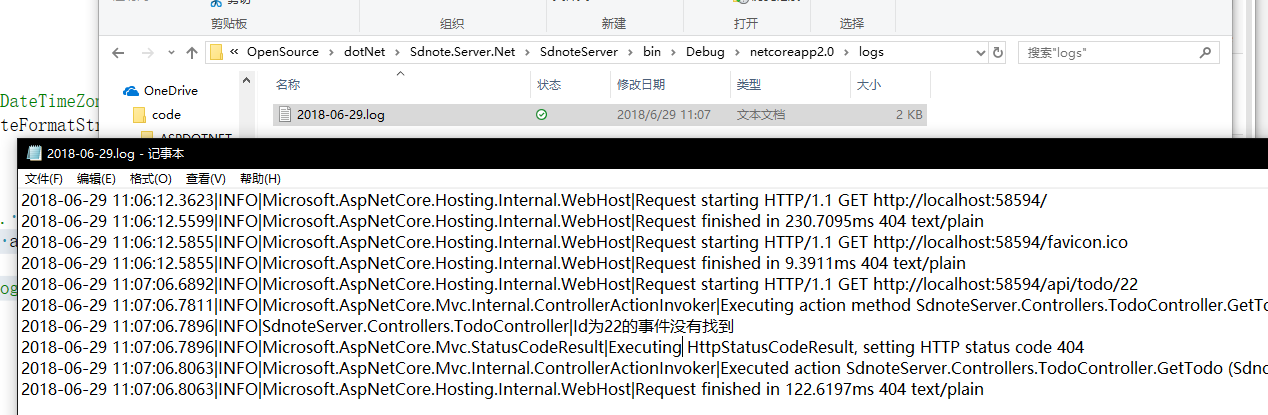 剪贴板
组织
新建
打开
选择
« OpenSource › dotNet › Sdnote.Server.Net › SdnoteServer › bin › Debug › netcoreapp2.0 › logs
搜索"logs"
名称
状态
修改日期
类型
大小
OneDrive
code
ASPDOTNET
2018-06-29.log
2018/6/29 11:07
文本文档
2 KB
DateTimeZon
teFormatStr
2018-06-29.log - 记事本
文件(F) 编辑(E) 格式(O) 查看(V) 帮助(H)
2018-06-29 11:06:12.3623|INFO|Microsoft.AspNetCore.Hosting.Internal.WebHost|Request starting HTTP/1.1 GET http://localhost:58594/
2018-06-29 11:06:12.5599|INFO|Microsoft.AspNetCore.Hosting.Internal.WebHost|Request finished in 230.7095ms 404 text/plain
2018-06-29 11:06:12.5855|INFO|Microsoft.AspNetCore.Hosting.Internal.WebHost|Request starting HTTP/1.1 GET http://localhost:58594/favicon.ico
2018-06-29 11:06:12.5855|INFO|Microsoft.AspNetCore.Hosting.Internal.WebHost|Request finished in 9.3911ms 404 text/plain
2018-06-29 11:07:06.6892|INFO|Microsoft.AspNetCore.Hosting.Internal.WebHost|Request starting HTTP/1.1 GET http://localhost:58594/api/todo/22
2018-06-29 11:07:06.7811|INFO|Microsoft.AspNetCore.Mvc.Internal.ControllerActionInvoker|Executing action method SdnoteServer.Controllers.TodoController.GetTo
2018-06-29 11:07:06.7896|INFO|SdnoteServer.Controllers.TodoController|Id为22的事件没有找到
2018-06-29 11:07:06.7896|INFO|Microsoft.AspNetCore.Mvc.StatusCodeResult|Executing HttpStatusCodeResult, setting HTTP status code 404
2018-06-29 11:07:06.8063|INFO|Microsoft.AspNetCore.Mvc.Internal.ControllerActionInvoker|Executed action SdnoteServer.Controllers.TodoController.GetTodo (Sdno
2018-06-29 11:07:06.8063|INFO|Microsoft.AspNetCore.Hosting.Internal.WebHost|Request finished in 122.6197ms 404 text/plain